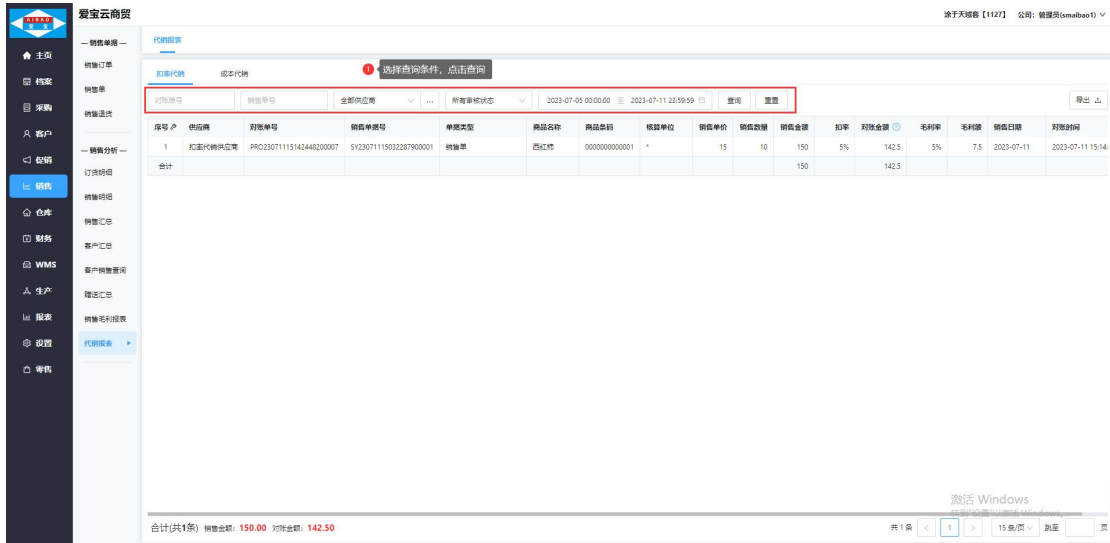 AIBAO
爱 宝
爱宝云商贸
涂于天域客【1127】 公司：管理员(smaibao1)
主页
档案
采购
客户
促销
销售
仓库
财务
WMS
生产
报表
设置
零售
— 销售单据 —
销售订单
销售单
销售退货
— 销售分析 —
订货明细
销售明细
销售汇总
客户汇总
客户销售查询
赠送汇总
销售毛利报表
代销报表
代销报表
扣率代销 成本代销
1 选择查询条件，点击查询
对账单号 销售单号 全部供应商 ... 所有审核状态 2023-07-05 00:00:00 至 2023-07-11 23:59:59 查询 重置 导出
序号 供应商 对账单号 销售单据号 单据类型 商品名称 商品条码 核算单位 销售单价 销售数量 销售金额 扣率 对账金额 毛利率 毛利额 销售日期 对账时间
1 扣率代销供应商 PRO23071115142448200007 SY23071115032287900001 销售单 西红柿 0000000000001 * 15 10 150 5% 142.5 5% 7.5 2023-07-11 2023-07-11 15:14:
合计 150 142.5
激活 Windows
合计(共1条) 销售金额: 150.00 对账金额: 142.50
共 1 条 < 1 > 15 条/页 跳至 页